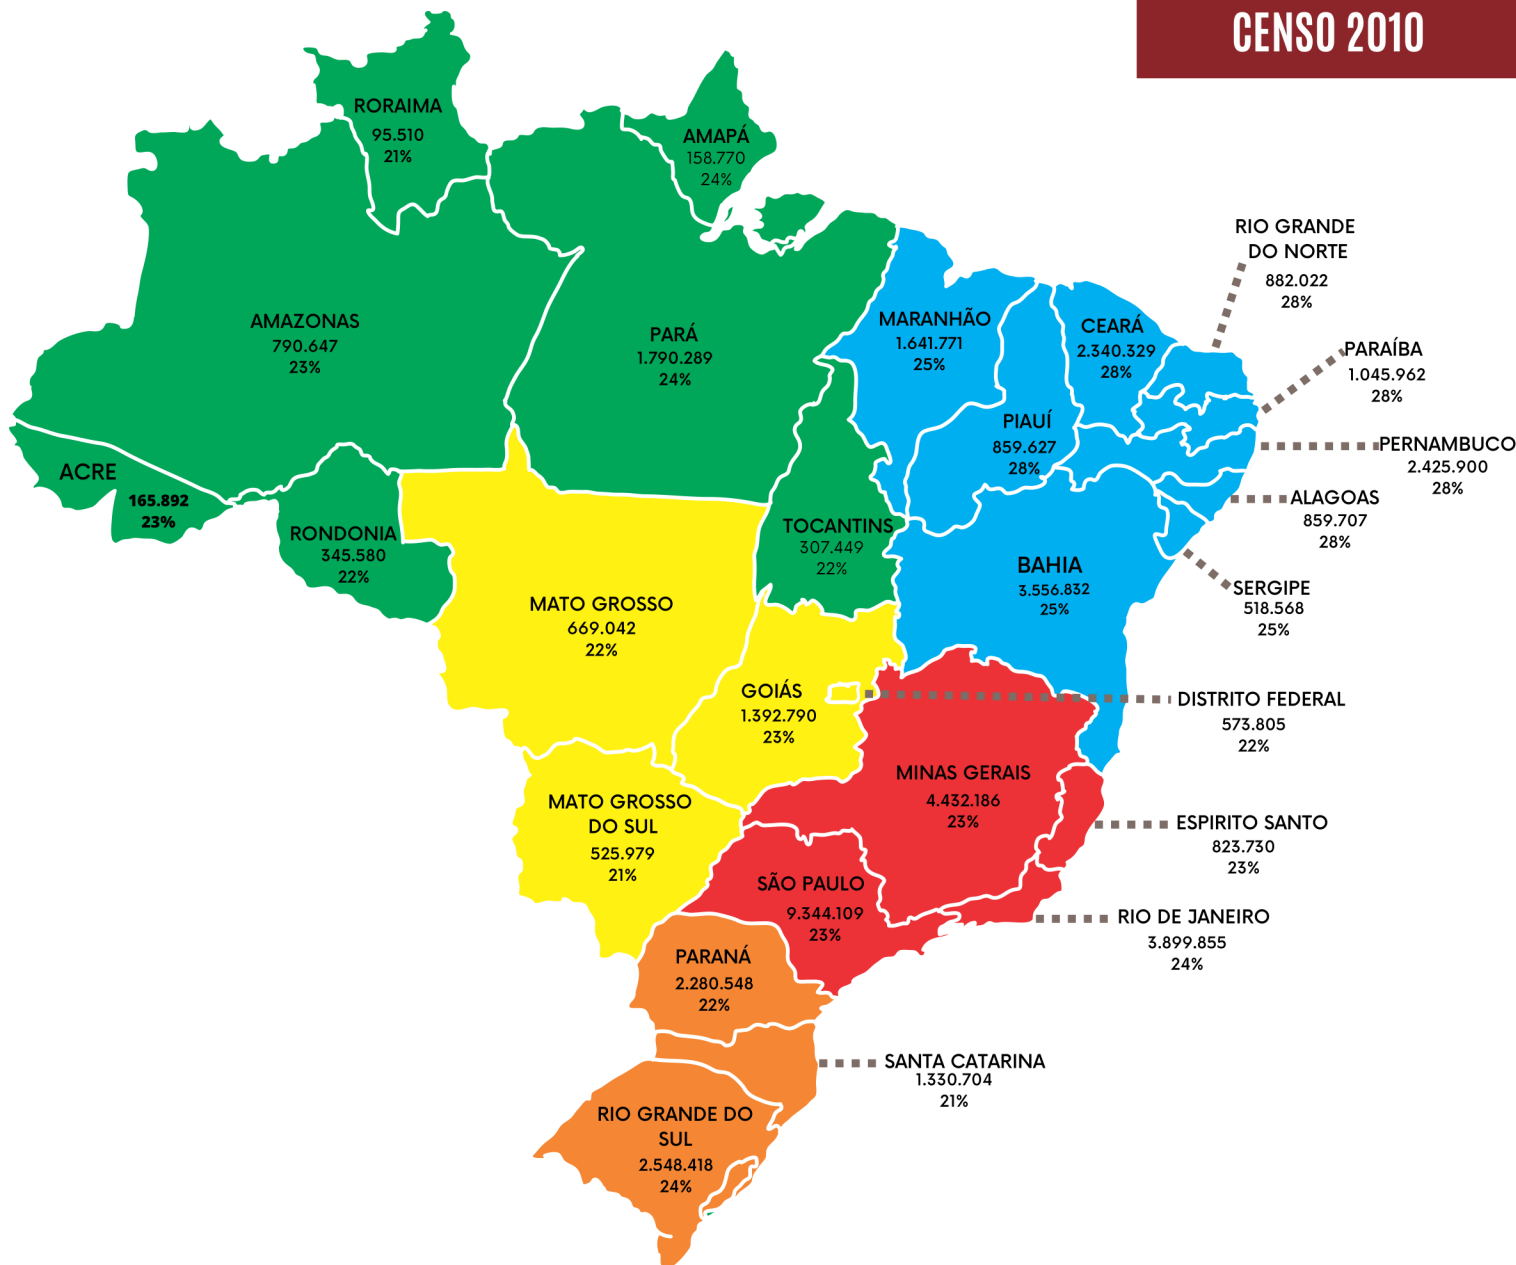 CENSO 2010
RORAIMA
95.510
21%
AMAPÁ
158.770
24%
RIO GRANDE
DO NORTE
882.022
28%
AMAZONAS
790.647
23%
PARÁ
1.790.289
24%
MARANHÃO
1.641.771
25%
CEARÁ
2.340.329
28%
PARAÍBA
1.045.962
28%
PIAUÍ
859.627
28%
PERNAMBUCO
2.425.900
28%
ACRE
165.892
23%
ALAGOAS
859.707
28%
RONDONIA
345.580
22%
TOCANTINS
307.449
22%
BAHIA
3.556.832
25%
SERGIPE
518.568
25%
MATO GROSSO
669.042
22%
GOIÁS
1.392.790
23%
DISTRITO FEDERAL
573.805
22%
MINAS GERAIS
4.432.186
23%
MATO GROSSO
DO SUL
525.979
21%
ESPIRITO SANTO
823.730
23%
SÃO PAULO
9.344.109
23%
RIO DE JANEIRO
3.899.855
24%
PARANÁ
2.280.548
22%
SANTA CATARINA
1.330.704
21%
RIO GRANDE DO
SUL
2.548.418
24%